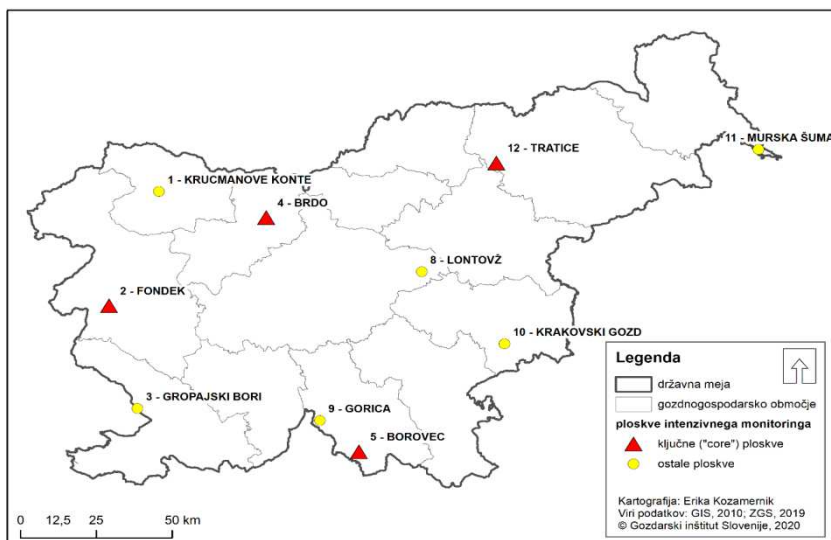 12 - TRATICE
11 - MURSKA ŠUMA
1 - KRUCMANOVE KONTE
4 - BRDO
8 - LONTOVŽ
2 - FONDEK
10 - KRAKOVSKI GOZD
3 - GROPAJSKI BORI
9 - GORICA
5 - BOROVEC
Legenda
državna meja
gozdnogospodarsko območje
ploskve intenzivnega monitoringa
ključne ("core") ploskve
ostale ploskve
Kartografija: Erika Kozamernik
Viri podatkov: GIS, 2010; ZGS, 2019
© Gozdarski inštitut Slovenije, 2020
0 12,5 25 50 km